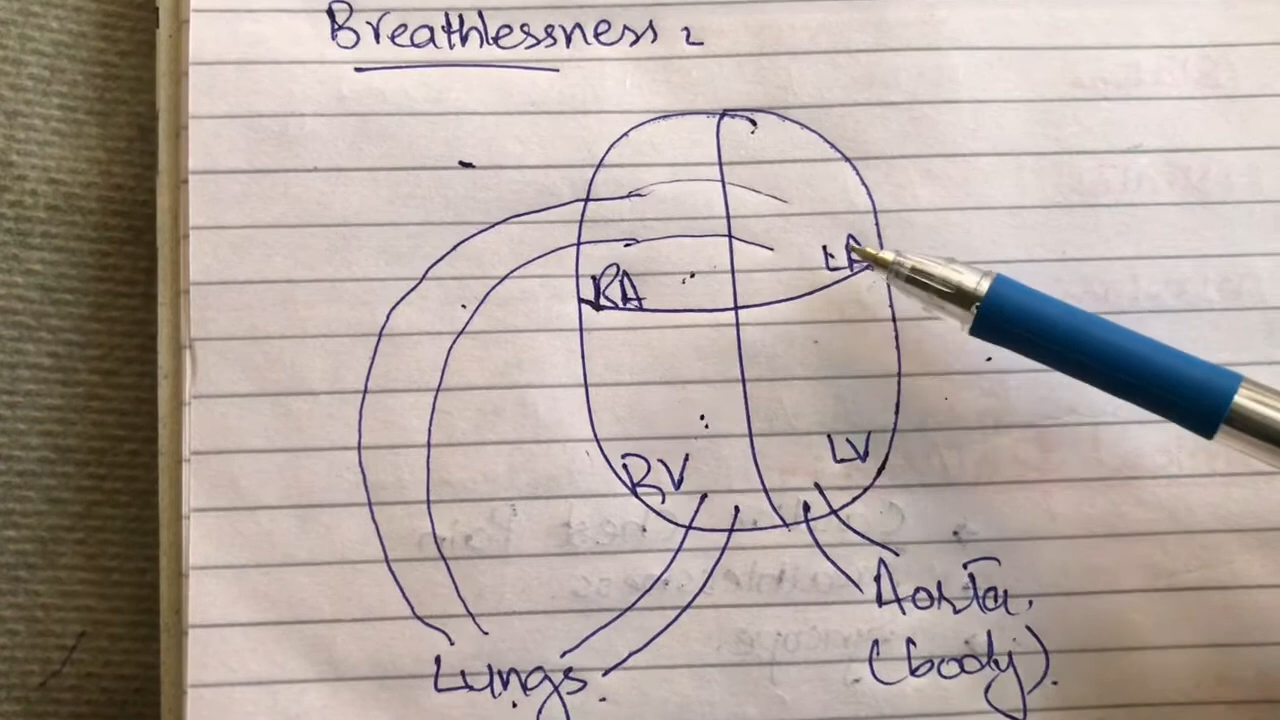 Breathlessness
RA
LA
RV
LV
Aorta.
(body).
Lungs.